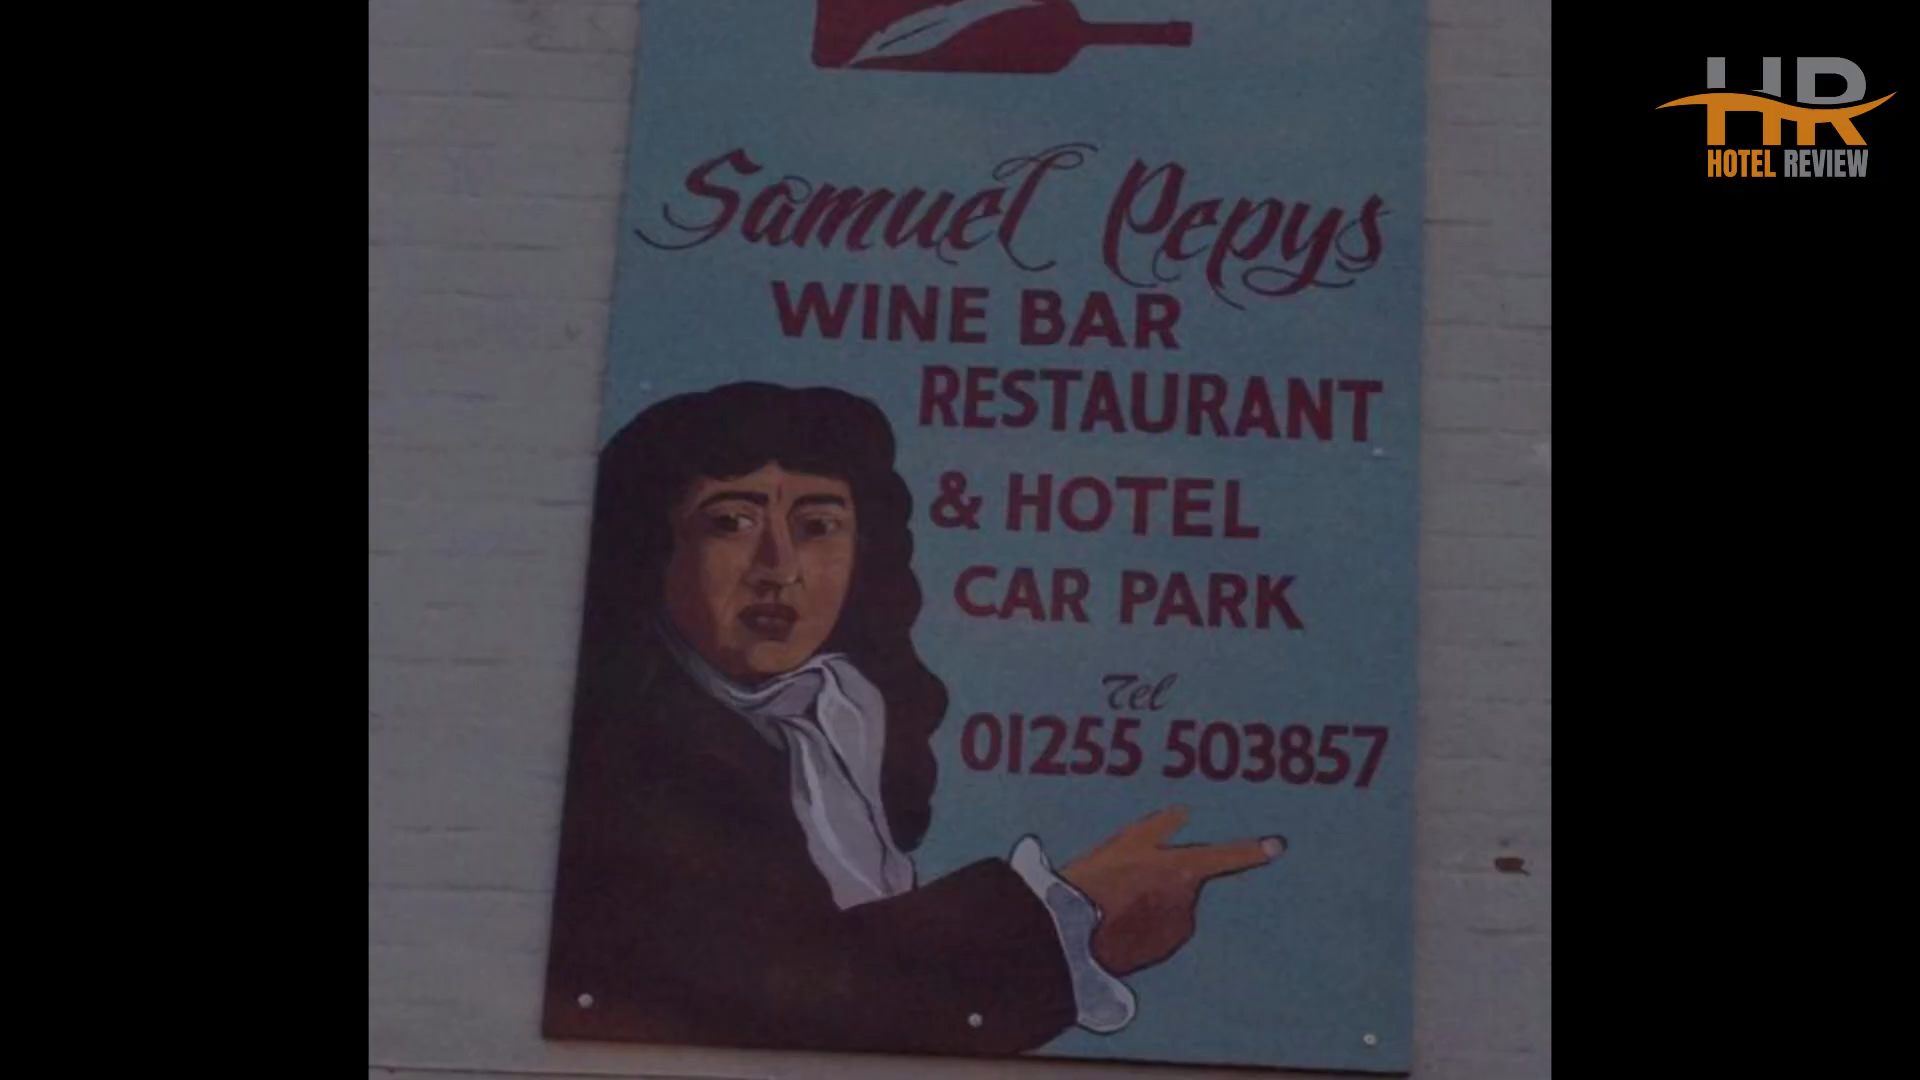 Samuel Pepys
WINE BAR
RESTAURANT
& HOTEL
CAR PARK
Tel
01255 503857
HR
HOTEL REVIEW